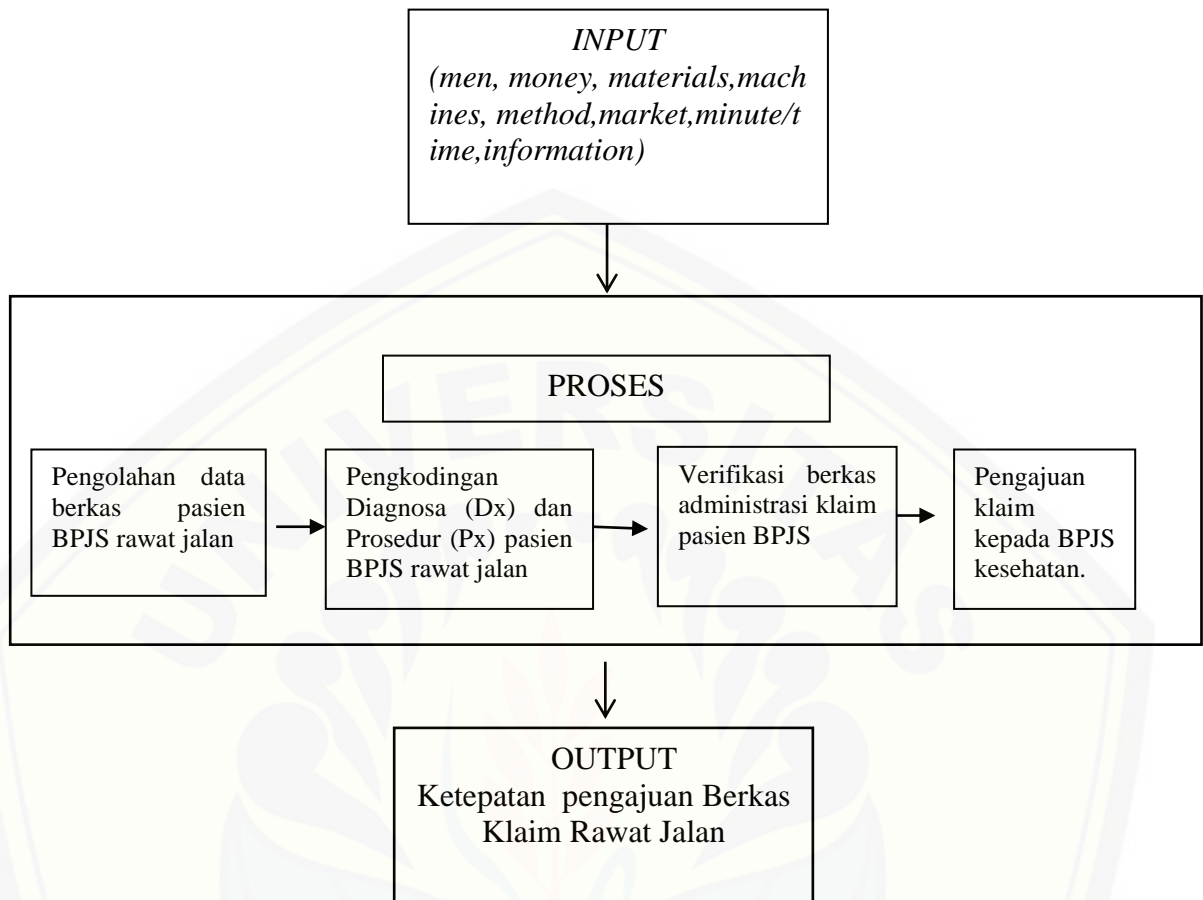 INPUT
(men, money, materials,mach
ines, method,market,minute/t
ime,information)
PROSES
Pengolahan data
berkas pasien
BPJS rawat jalan
Pengkodingan
Diagnosa (Dx) dan
Prosedur (Px) pasien
BPJS rawat jalan
Verifikasi berkas
administrasi klaim
pasien BPJS
Pengajuan
klaim
kepada BPJS
kesehatan.
OUTPUT
Ketepatan pengajuan Berkas
Klaim Rawat Jalan
UNIVERSITAS